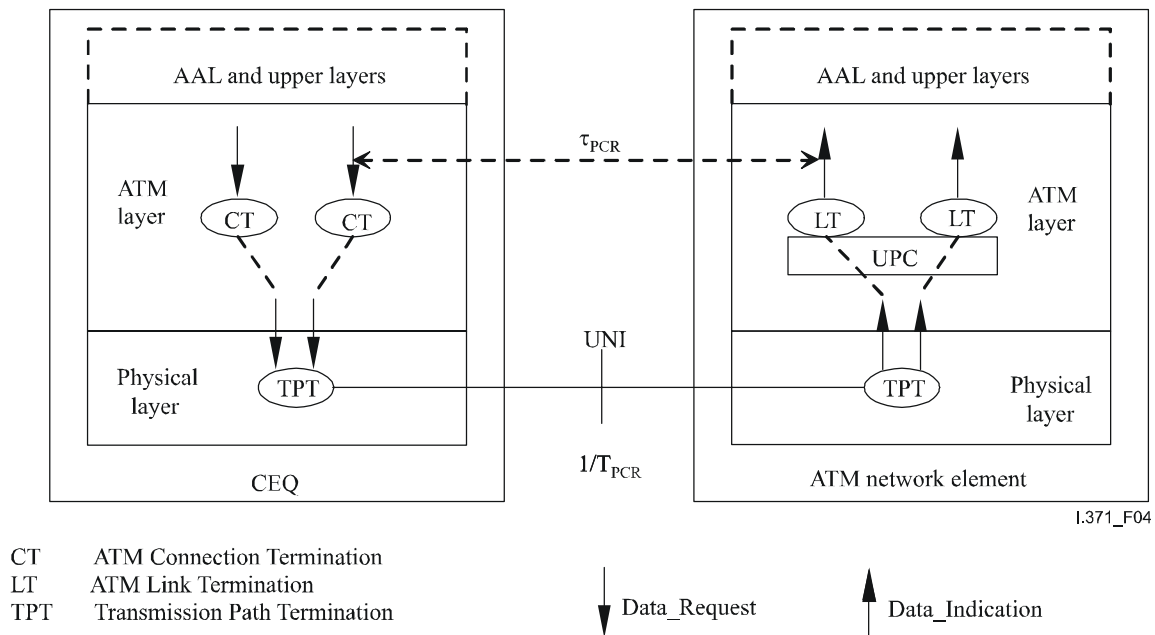 AAL and upper layers
AAL and upper layers
τPCR
ATM
layer
CT
CT
LT
LT
ATM
layer
UPC
UNI
Physical
layer
TPT
TPT
Physical
layer
1/TPCR
CEQ
ATM network element
I.371_F04
CT ATM Connection Termination
LT ATM Link Termination
TPT Transmission Path Termination
Data_Request
Data_Indication